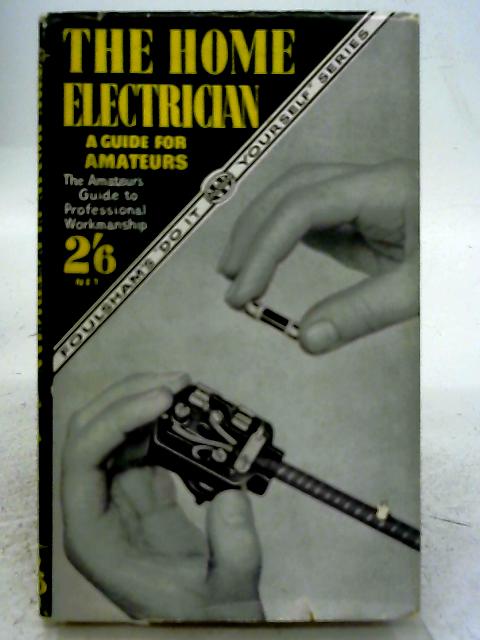 THE HOME
ELECTRICIAN
A GUIDE FOR
AMATEURS
The Amateurs
Guide to
Professional
Workmanship
2/6
NET
FOULSHAM'S "DO IT YOURSELF" SERIES